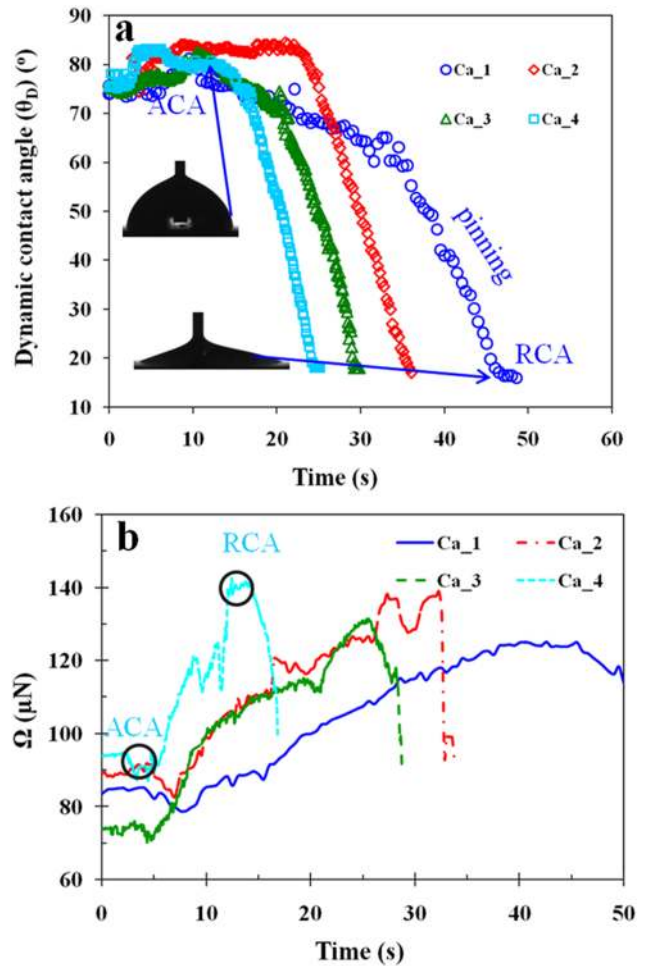 a
90
80
70
60
50
40
80
20
10
Dynamic contact angle (θD) (º)
Ca_1 Ca_2
Ca_3 Ca_4
ACA
pinning
RCA
0 10 20 30 40 50 60
Time (s)
b
160
140
120
100
80
60
Ω (μN)
RCA
Ca_1 Ca_2
Ca_3 Ca_4
ACA
0 10 20 30 40 50
Time (s)